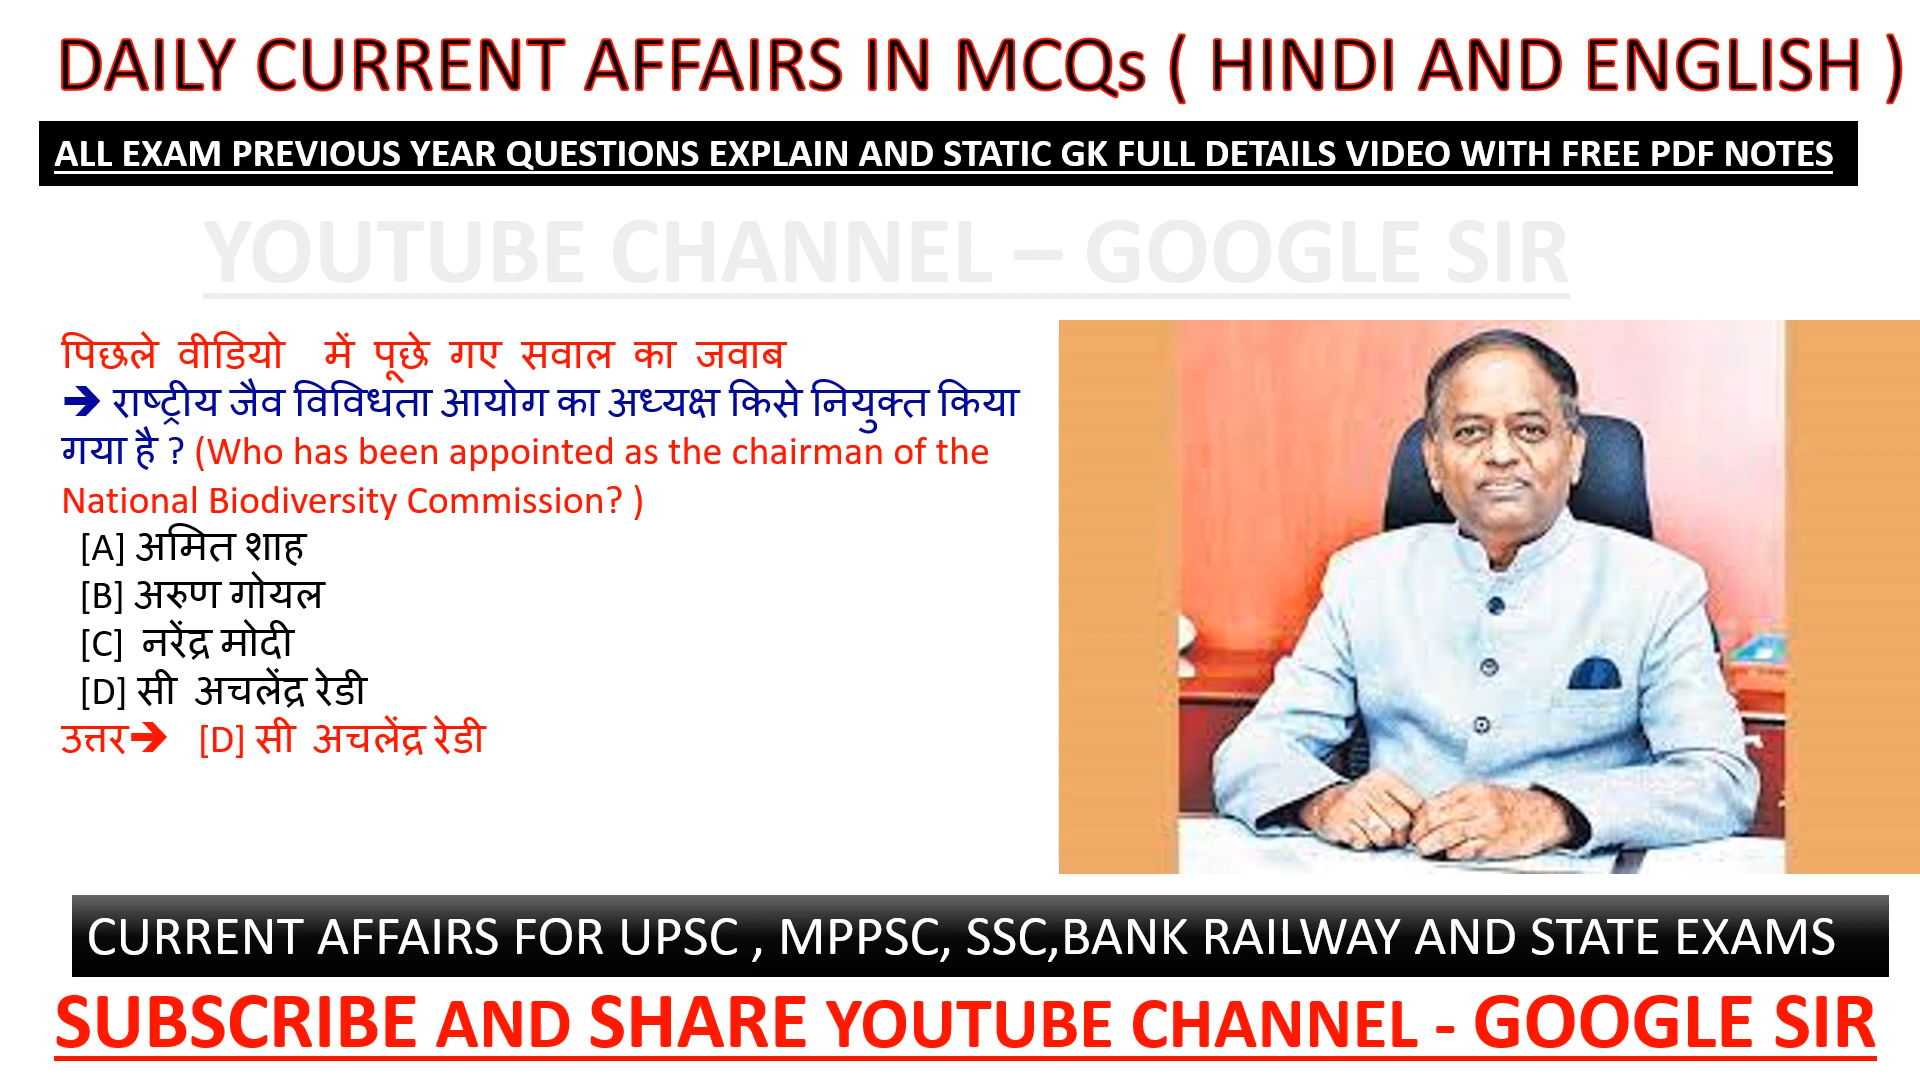 DAILY CURRENT AFFAIRS IN MCQs ( HINDI AND ENGLISH )
ALL EXAM PREVIOUS YEAR QUESTIONS EXPLAIN AND STATIC GK FULL DETAILS VIDEO WITH FREE PDF NOTES
YOUTUBE CHANNEL – GOOGLE SIR
पिछले वीडियो में पूछे गए सवाल का जवाब
➔ राष्ट्रीय जैव विविधता आयोग का अध्यक्ष किसे नियुक्त किया
गया है ? (Who has been appointed as the chairman of the
National Biodiversity Commission? )
[A] अमित शाह
[B] अरुण गोयल
[C] नरेंद्र मोदी
[D] सी अचलेंद्र रेडी
उत्तर➔ [D] सी अचलेंद्र रेडी
CURRENT AFFAIRS FOR UPSC , MPPSC, SSC,BANK RAILWAY AND STATE EXAMS
SUBSCRIBE AND SHARE YOUTUBE CHANNEL - GOOGLE SIR